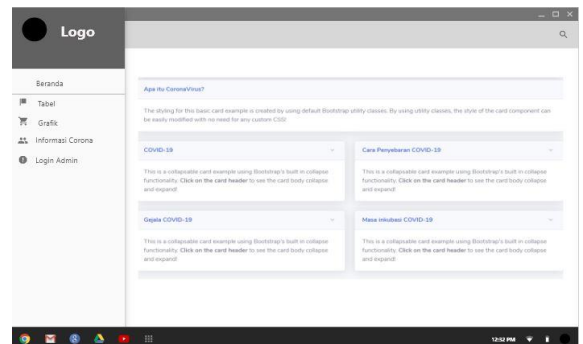 Logo
Beranda
Tabel
Grafik
Informasi Corona
Login Admin
Apa itu CoronaVirus?
The styling for this basic card example is created by using default Bootstrap utility classes. By using utility classes, the style of the card component can
be easily modified with no need for any custom CSS!
COVID-19
This is a collapsable card example using Bootstrap's built in collapse
functionality. Click on the card header to see the card body collapse
and expand!
Cara Penyebaran COVID-19
This is a collapsable card example using Bootstrap's built in collapse
functionality. Click on the card header to see the card body collapse
and expand!
Gejala COVID-19
This is a collapsable card example using Bootstrap's built in collapse
functionality. Click on the card header to see the card body collapse
and expand!
Masa Inkubasi COVID-19
This is a collapsable card example using Bootstrap's built in collapse
functionality. Click on the card header to see the card body collapse
and expand!
12:32 PM